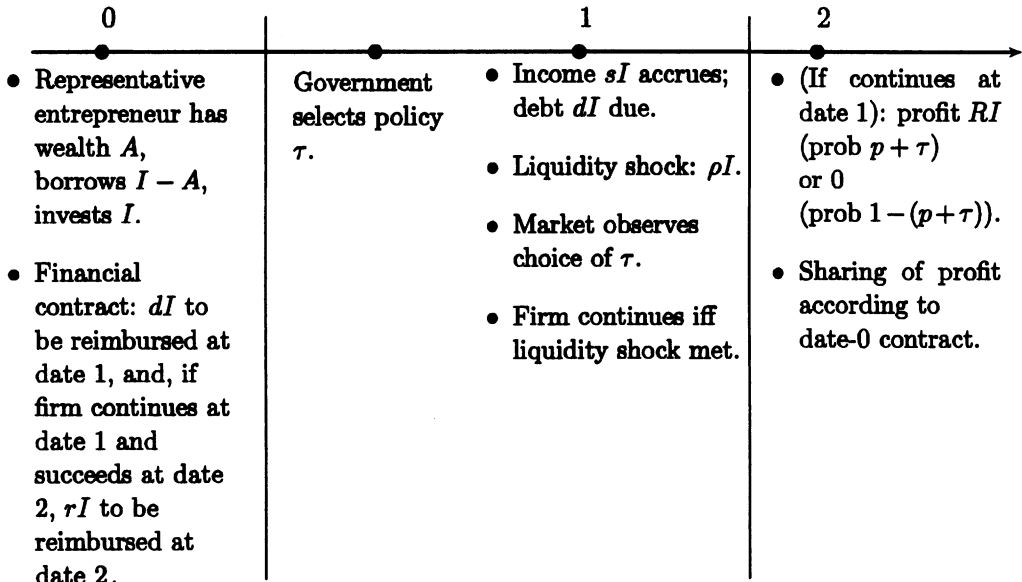 0
1
2
• Representative
entrepreneur has
wealth A,
borrows I − A,
invests I.
• Financial
contract: dI to
be reimbursed at
date 1, and, if
firm continues at
date 1 and
succeeds at date
2, rI to be
reimbursed at
date 2.
Government
selects policy
τ.
• Income sI accrues;
debt dI due.
• Liquidity shock: ρI.
• Market observes
choice of τ.
• Firm continues iff
liquidity shock met.
• (If continues at
date 1): profit RI
(prob p + τ)
or 0
(prob 1−(p+τ)).
• Sharing of profit
according to
date-0 contract.